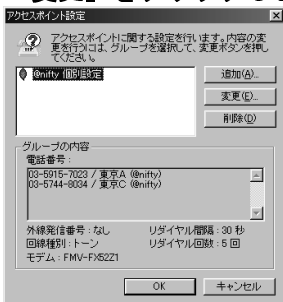 アクセスポイント設定
アクセスポイントに関する設定を行います。内容の変
更を行うには、グループを選択して、変更ボタンを押し
てください。
@nifty (個別設定)
追加(A)...
変更(E)...
削除(D)
グループの内容
電話番号:
03-5915-7023 / 東京A (@nifty)
03-5744-8034 / 東京C (@nifty)
外線発信番号:なし
リダイヤル間隔:30 秒
回線種別:トーン
リダイヤル回数:5 回
モデム:FMV-FX52Z1
OK
キャンセル